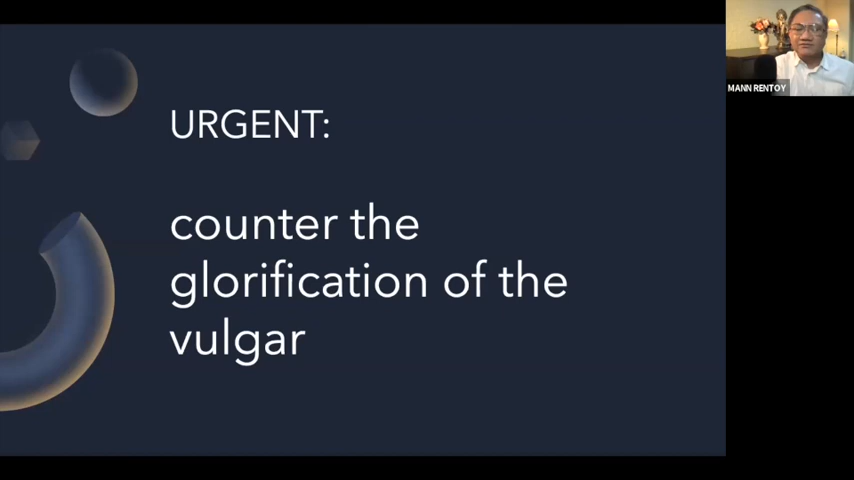 URGENT:
counter the
glorification of the
vulgar
MANN RENTOY